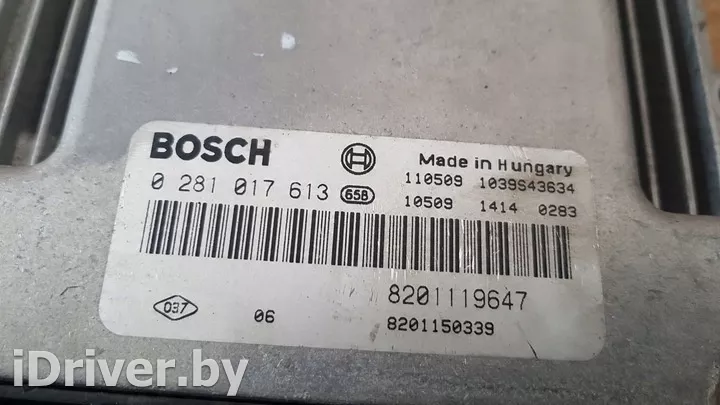 BOSCH
Made in Hungary
0 281 017 613 65B
110509 1039S43634
10509 1414 0283
8201119647
037 06 8201150339
iDriver.by